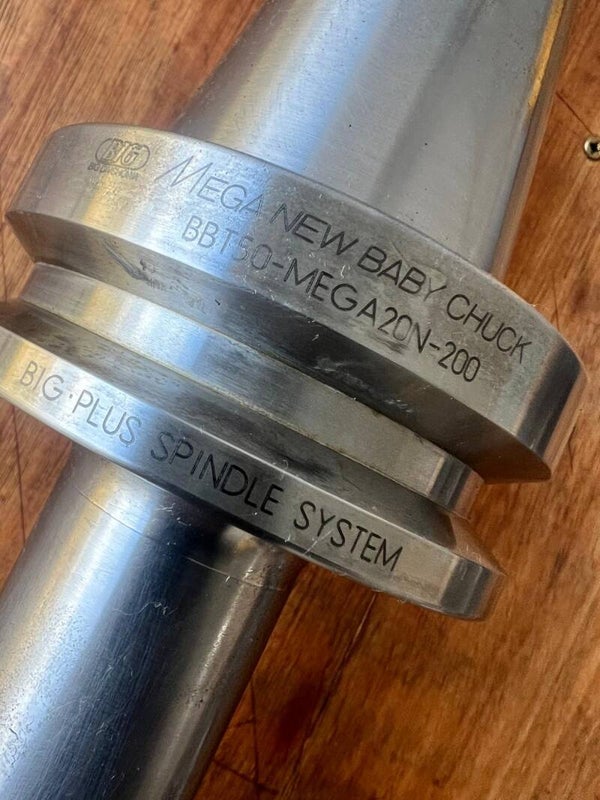 BIG
MEGA NEW BABY CHUCK
BBT50-MEGA20N-200
BIG·PLUS SPINDLE SYSTEM